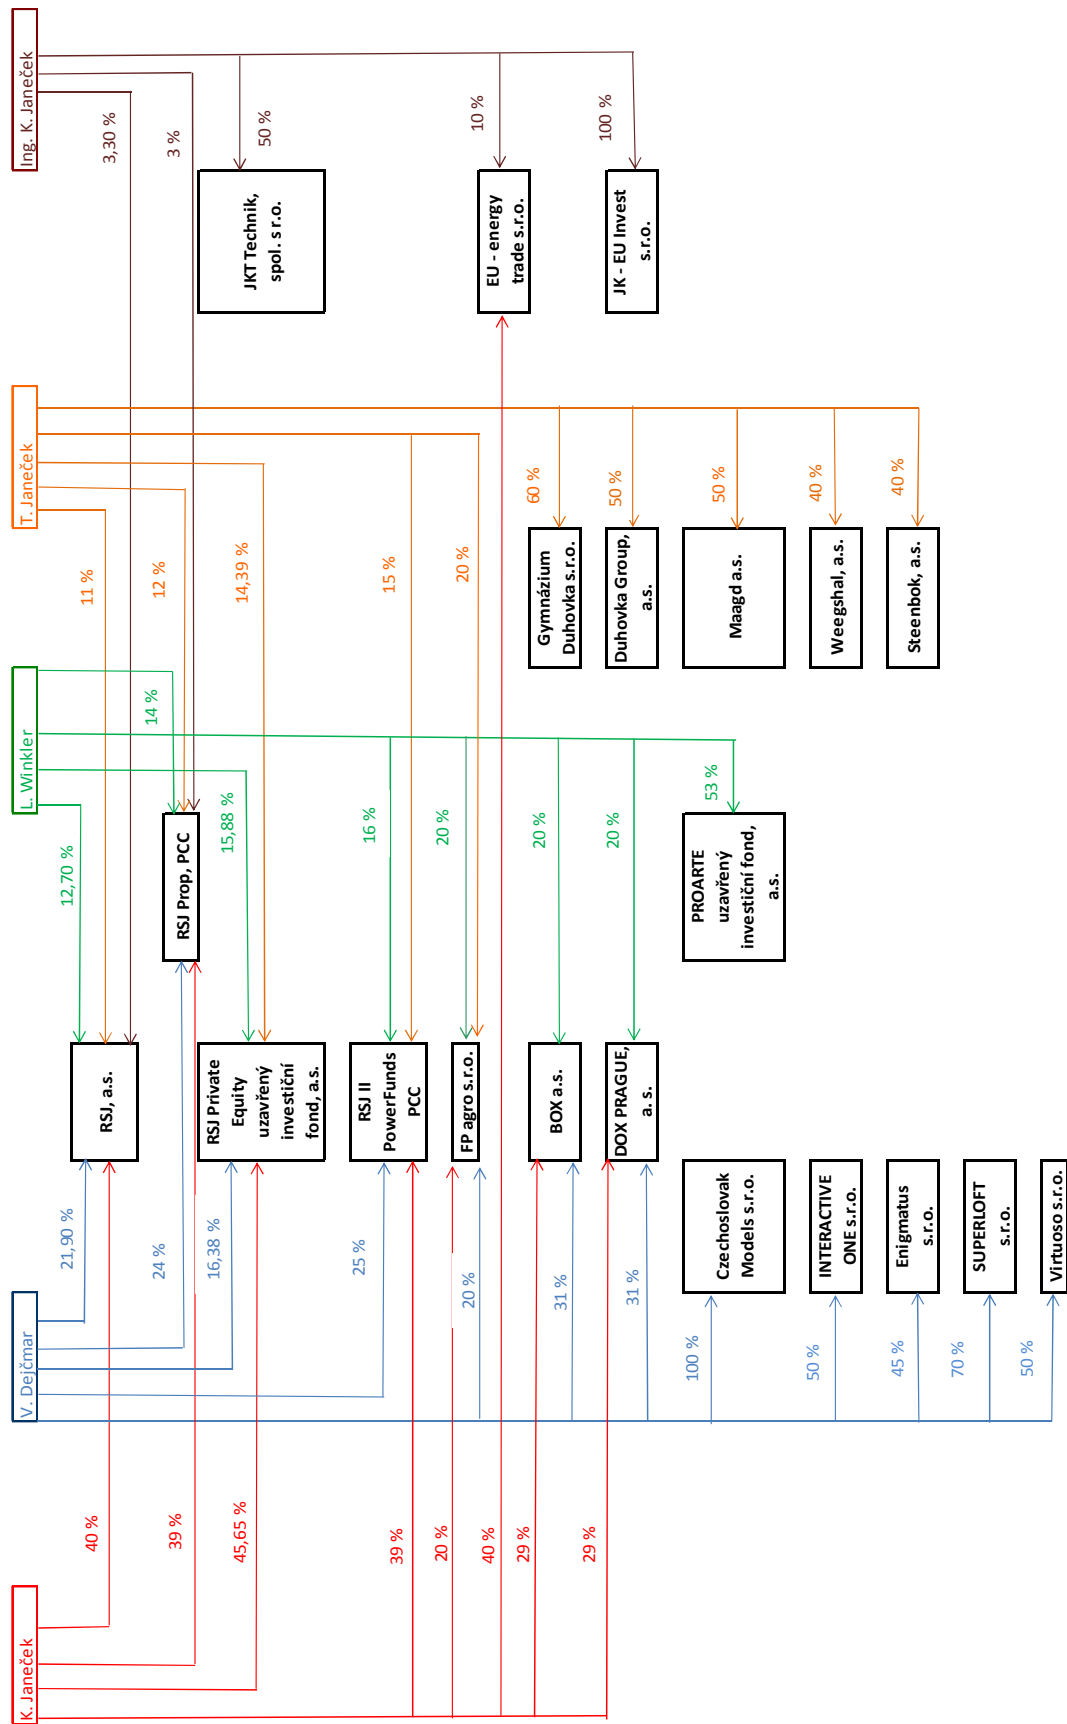 K. Janeček
V. Dejčmar
L. Winkler
T. Janeček
Ing. K. Janeček
40 %
21,90 %
RSJ, a.s.
12,70 %
11 %
3,30 %
39 %
24 %
RSJ Prop, PCC
14 %
12 %
3 %
45,65 %
16,38 %
RSJ Private
Equity
uzavřený
investiční
fond, a.s.
15,88 %
14,39 %
JKT Technik,
spol. s r.o.
50 %
39 %
25 %
RSJ II
PowerFunds
PCC
16 %
15 %
20 %
20 %
FP agro s.r.o.
20 %
20 %
40 %
EU - energy
trade s.r.o.
10 %
29 %
31 %
BOX a.s.
20 %
Gymnázium
Duhovka s.r.o.
60 %
29 %
31 %
DOX PRAGUE,
a. s.
20 %
Duhovka Group,
a.s.
50 %
JK - EU Invest
s.r.o.
100 %
100 %
Czechoslovak
Models s.r.o.
PROARTE
uzavřený
investiční fond,
a.s.
53 %
Maagd a.s.
50 %
50 %
INTERACTIVE
ONE s.r.o.
Weegshal, a.s.
40 %
45 %
Enigmatus
s.r.o.
Steenbok, a.s.
40 %
70 %
SUPERLOFT
s.r.o.
50 %
Virtuoso s.r.o.